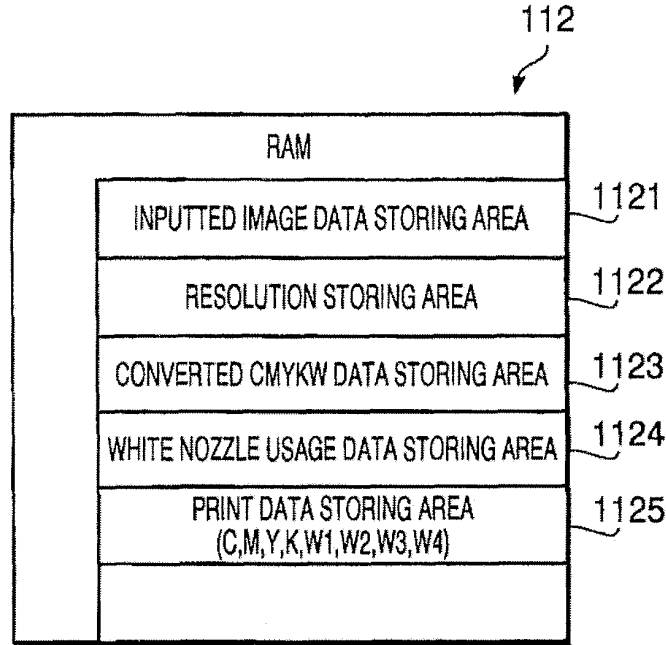 112
RAM
INPUTTED IMAGE DATA STORING AREA
1121
RESOLUTION STORING AREA
1122
CONVERTED CMYKW DATA STORING AREA
1123
WHITE NOZZLE USAGE DATA STORING AREA
1124
PRINT DATA STORING AREA
(C,M,Y,K,W1,W2,W3,W4)
1125